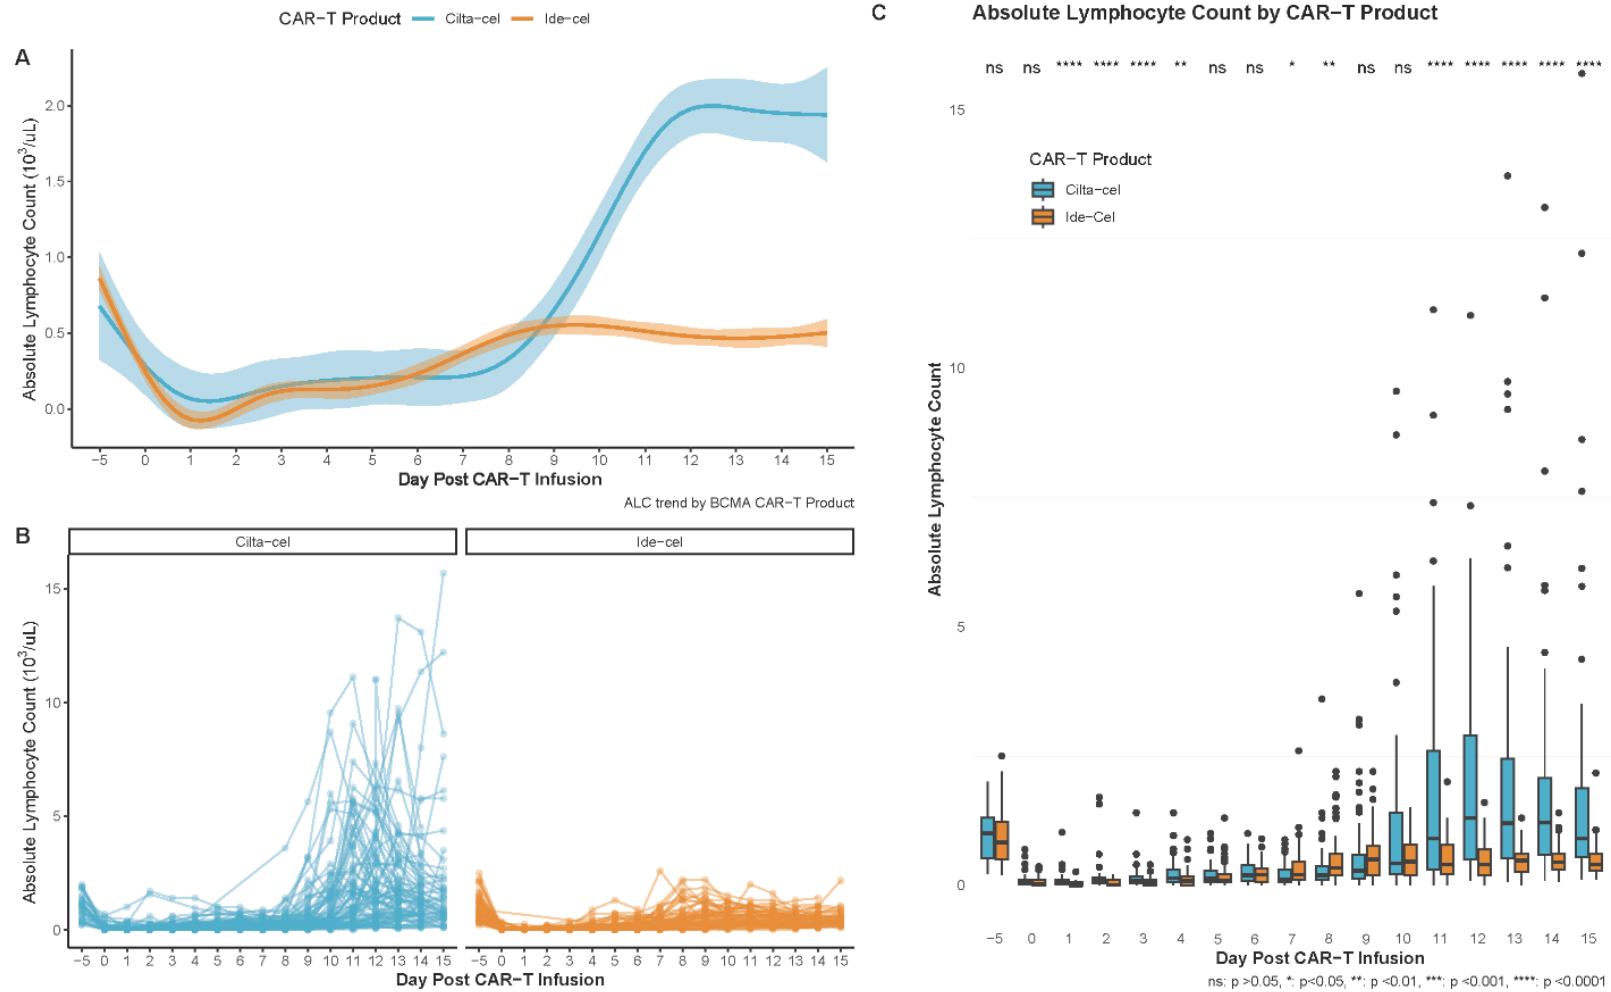 CAR−T Product Cilta−cel Ide−cel
A
Absolute Lymphocyte Count (10³/uL)
2.0
1.5
1.0
0.5
0.0
−5 0 1 2 3 4 5 6 7 8 9 10 11 12 13 14 15
Day Post CAR−T Infusion
ALC trend by BCMA CAR−T Product
B
Cilta−cel Ide−cel
Absolute Lymphocyte Count (10³/uL)
15
10
5
0
−5 0 1 2 3 4 5 6 7 8 9 10 11 12 13 14 15 −5 0 1 2 3 4 5 6 7 8 9 10 11 12 13 14 15
Day Post CAR−T Infusion
C
Absolute Lymphocyte Count by CAR−T Product
ns ns **** **** **** ** ns ns * ** ns ns **** **** **** **** ****
CAR−T Product
Cilta−cel
Ide−Cel
Absolute Lymphocyte Count
15
10
5
0
−5 0 1 2 3 4 5 6 7 8 9 10 11 12 13 14 15
Day Post CAR−T Infusion
ns: p >0.05, *: p<0.05, **: p <0.01, ***: p <0.001, ****: p <0.0001